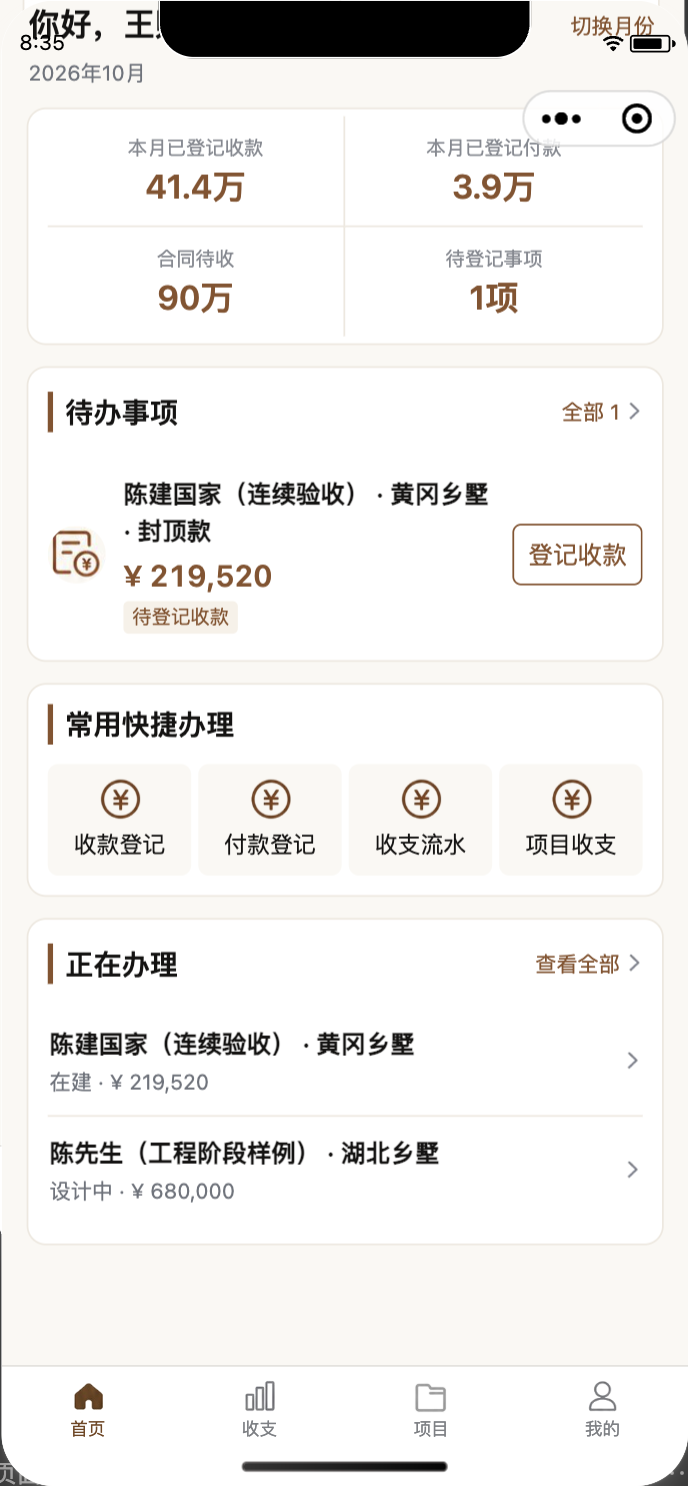 你好，王
切换月份
8:35
2026年10月
本月已登记收款
本月已登记付款
41.4万
3.9万
合同待收
待登记事项
90万
1项
待办事项
全部 1
陈建国家（连续验收） · 黄冈乡墅
· 封顶款
¥ 219,520
登记收款
待登记收款
常用快捷办理
收款登记
付款登记
收支流水
项目收支
正在办理
查看全部
陈建国家（连续验收） · 黄冈乡墅
在建 · ¥ 219,520
陈先生（工程阶段样例） · 湖北乡墅
设计中 · ¥ 680,000
首页
收支
项目
我的